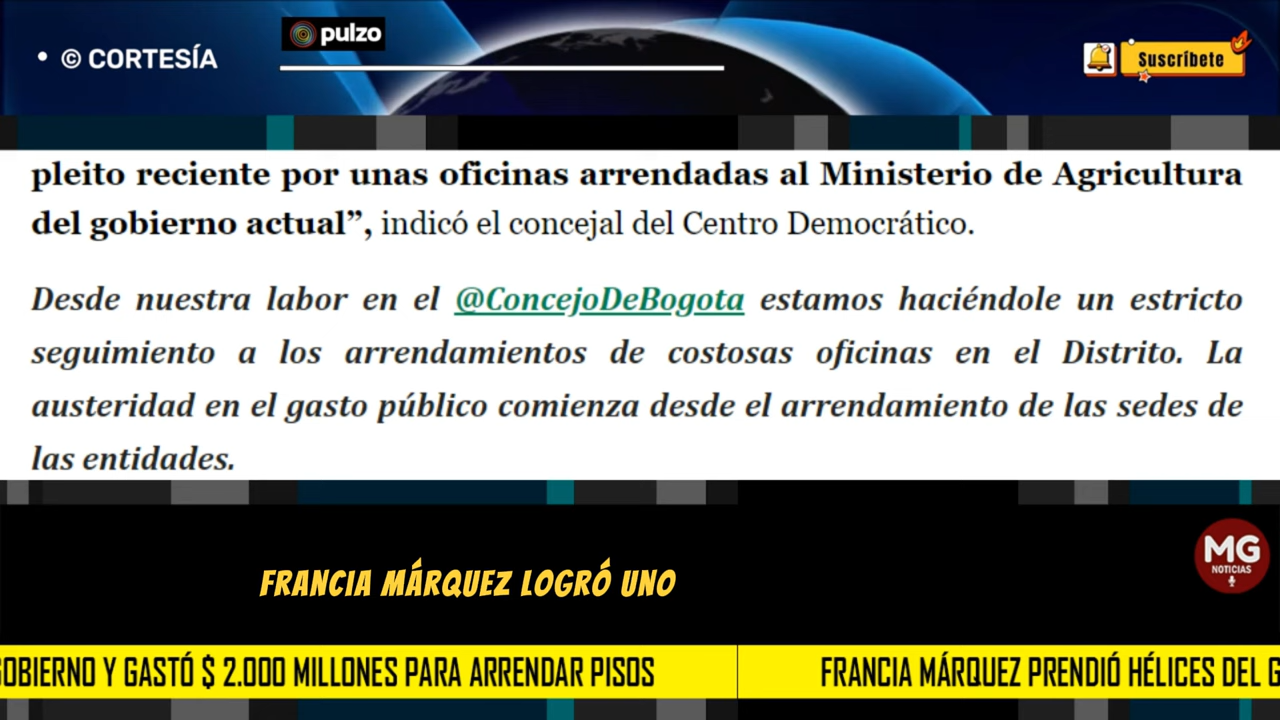 • © CORTESÍA
pulzo
Suscríbete
pleito reciente por unas oficinas arrendadas al Ministerio de Agricultura
del gobierno actual”, indicó el concejal del Centro Democrático.
Desde nuestra labor en el @ConcejoDeBogota estamos haciéndole un estricto
seguimiento a los arrendamientos de costosas oficinas en el Distrito. La
austeridad en el gasto público comienza desde el arrendamiento de las sedes de
las entidades.
MG
NOTICIAS
FRANCIA MÁRQUEZ LOGRÓ UNO
GOBIERNO Y GASTÓ $ 2.000 MILLONES PARA ARRENDAR PISOS
FRANCIA MÁRQUEZ PRENDIÓ HÉLICES DEL G